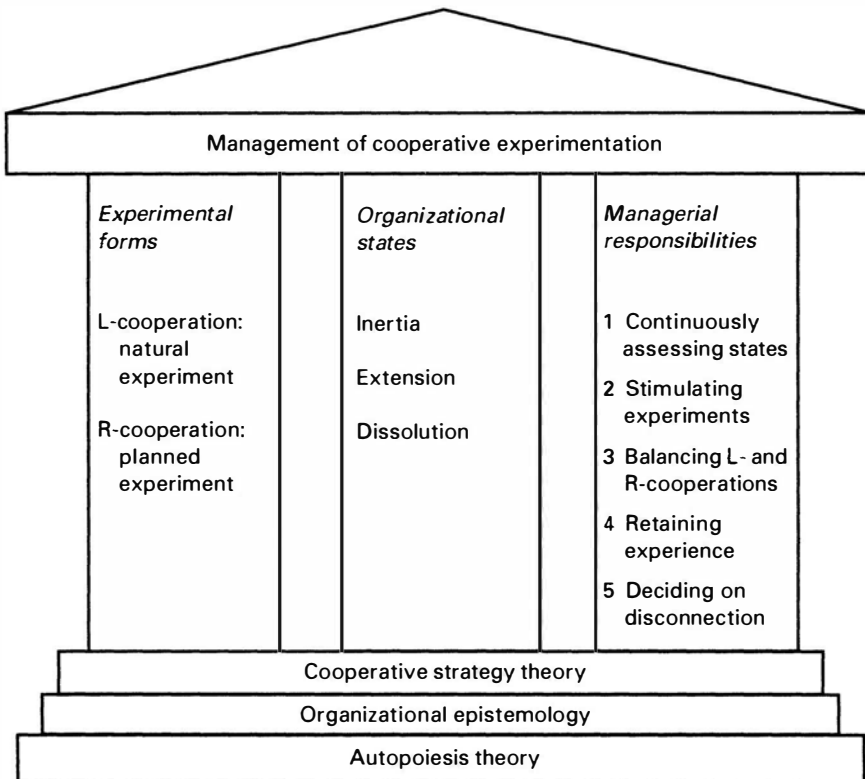 Management of cooperative experimentation
Experimental
forms
L-cooperation:
natural
experiment
R-cooperation:
planned
experiment
Organizational
states
Inertia
Extension
Dissolution
Managerial
responsibilities
1 Continuously
assessing states
2 Stimulating
experiments
3 Balancing L- and
R-cooperations
4 Retaining
experience
5 Deciding on
disconnection
Cooperative strategy theory
Organizational epistemology
Autopoiesis theory